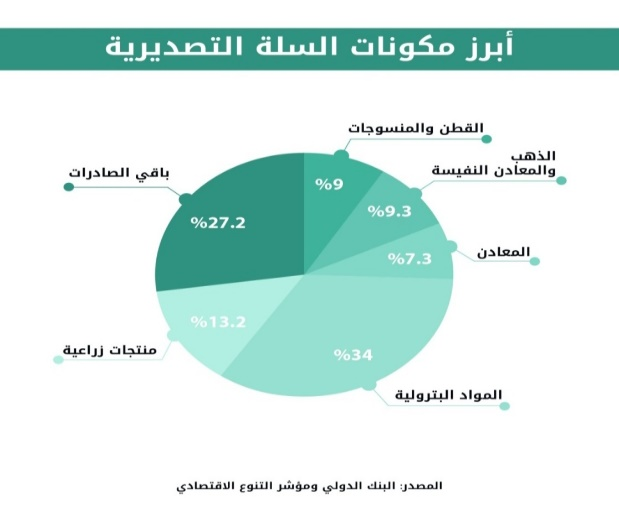 أبرز مكونات السلة التصديرية
القطن والمنسوجات
%9
الذهب
والمعادن النفيسة
%9.3
المعادن
%7.3
المواد البترولية
%34
منتجات زراعية
%13.2
باقي الصادرات
%27.2
المصدر: البنك الدولي ومؤشر التنوع الاقتصادي